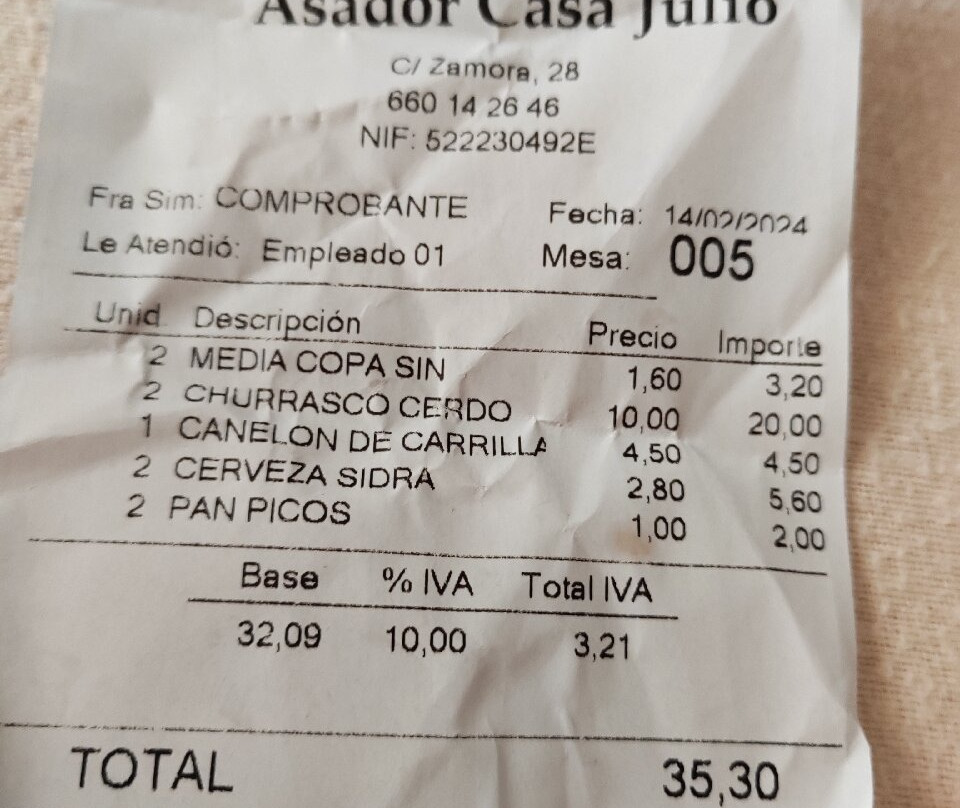 Asador Casa Julio
C/ Zamora, 28
660 14 26 46
NIF: 522230492E
Fra Sim: COMPROBANTE Fecha: 14/02/2024
Le Atendió: Empleado 01 Mesa: 005
Unid Descripción Precio Importe
2 MEDIA COPA SIN 1,60 3,20
2 CHURRASCO CERDO 10,00 20,00
1 CANELON DE CARRILLA 4,50 4,50
2 CERVEZA SIDRA 2,80 5,60
2 PAN PICOS 1,00 2,00
Base % IVA Total IVA
32,09 10,00 3,21
TOTAL 35,30